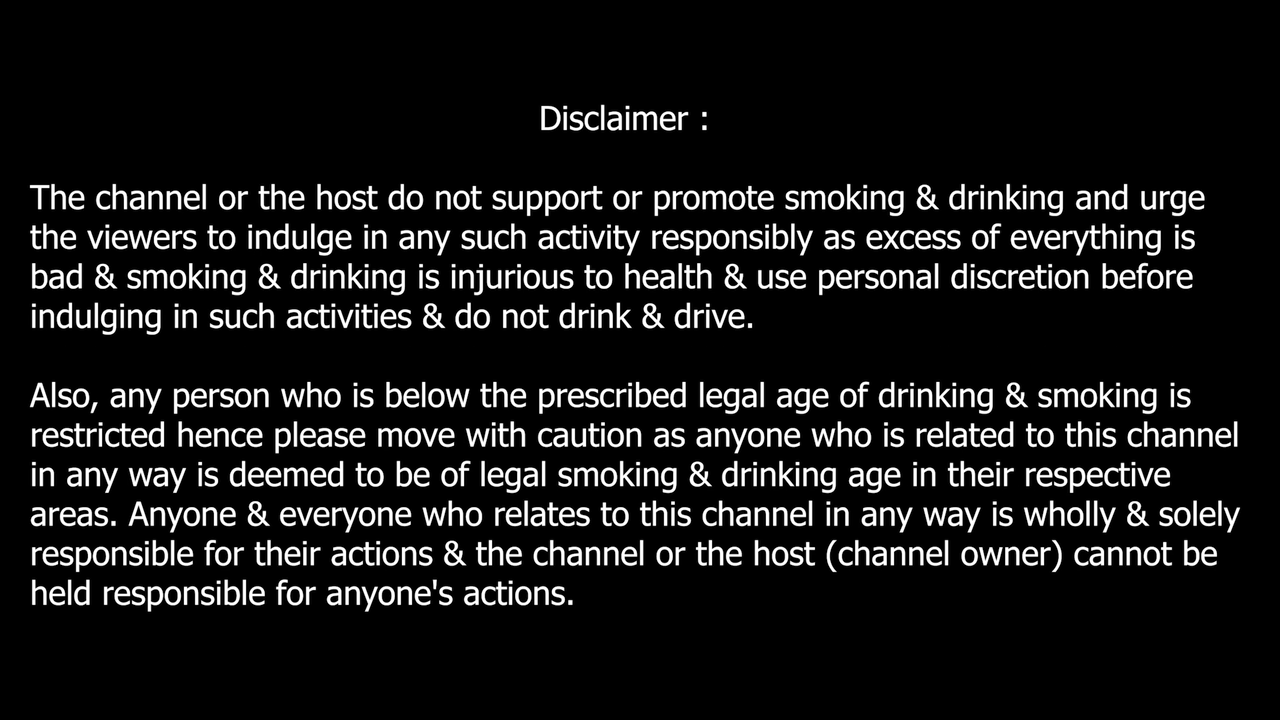 Disclaimer :
The channel or the host do not support or promote smoking & drinking and urge
the viewers to indulge in any such activity responsibly as excess of everything is
bad & smoking & drinking is injurious to health & use personal discretion before
indulging in such activities & do not drink & drive.
Also, any person who is below the prescribed legal age of drinking & smoking is
restricted hence please move with caution as anyone who is related to this channel
in any way is deemed to be of legal smoking & drinking age in their respective
areas. Anyone & everyone who relates to this channel in any way is wholly & solely
responsible for their actions & the channel or the host (channel owner) cannot be
held responsible for anyone's actions.